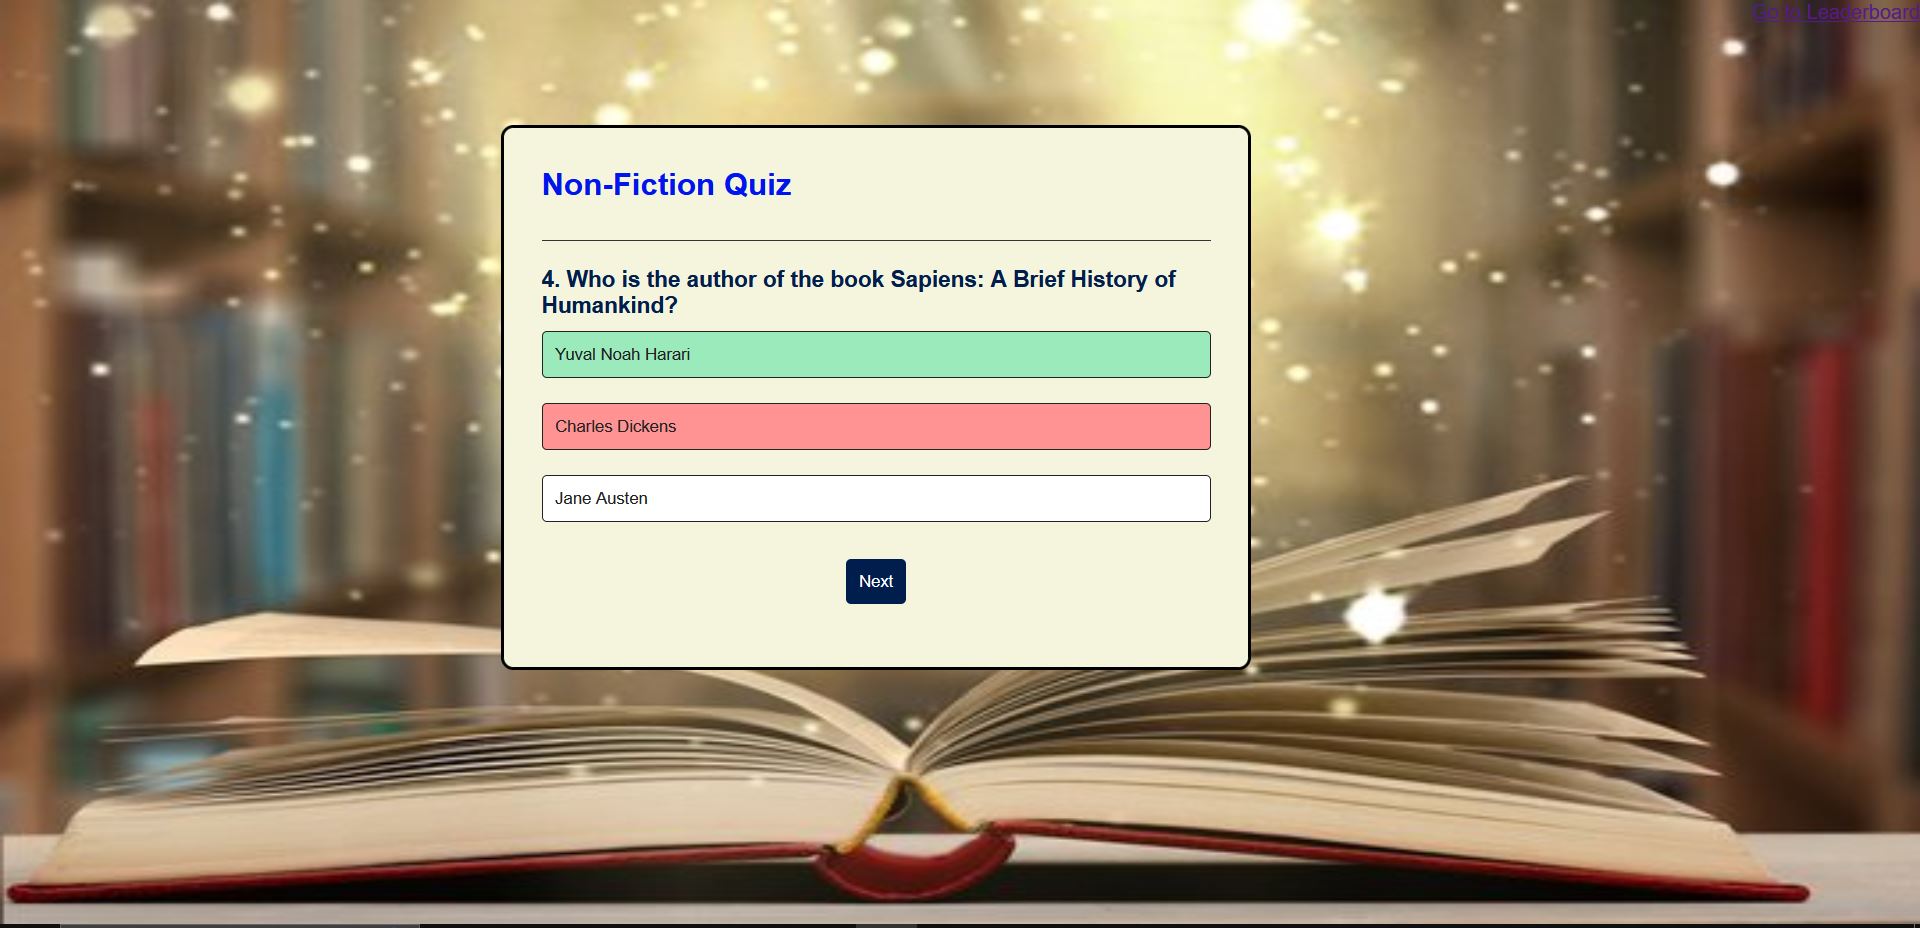 Go to Leaderboard
Non-Fiction Quiz
4. Who is the author of the book Sapiens: A Brief History of
Humankind?
Yuval Noah Harari
Charles Dickens
Jane Austen
Next